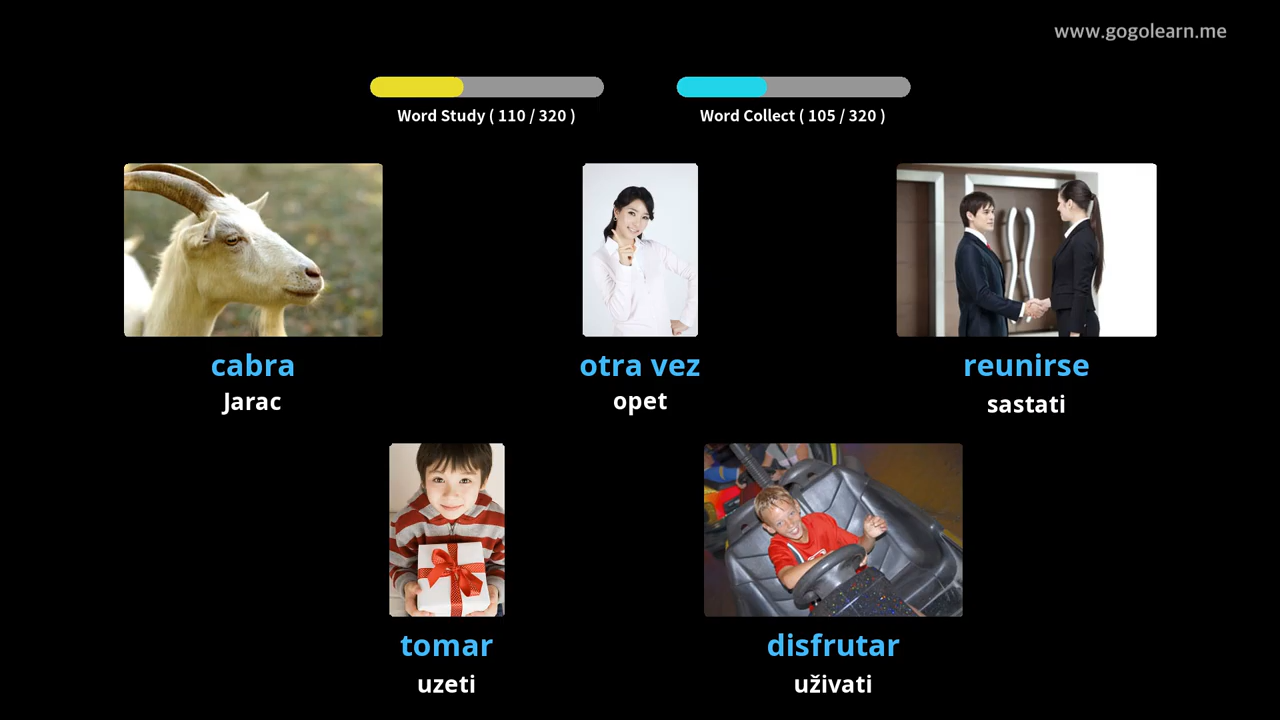 www.gogolearn.me
Word Study ( 110 / 320 )
Word Collect ( 105 / 320 )
cabra
Jarac
otra vez
opet
reunirse
sastati
tomar
uzeti
disfrutar
uživati